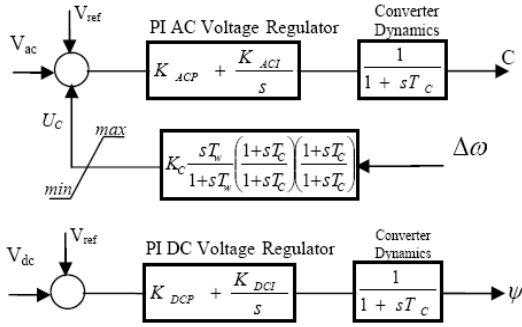 V_ref
PI AC Voltage Regulator
Converter
Dynamics
V_ac
K_ACP + K_ACI / s
1 / (1 + sT_C)
C
U_C
max
min
K_C sT_w / (1+sT_w) ((1+sT_C) / (1+sT_C)) ((1+sT_C) / (1+sT_C))
Δω
V_ref
PI DC Voltage Regulator
Converter
Dynamics
V_dc
K_DCP + K_DCI / s
1 / (1 + sT_C)
ψ